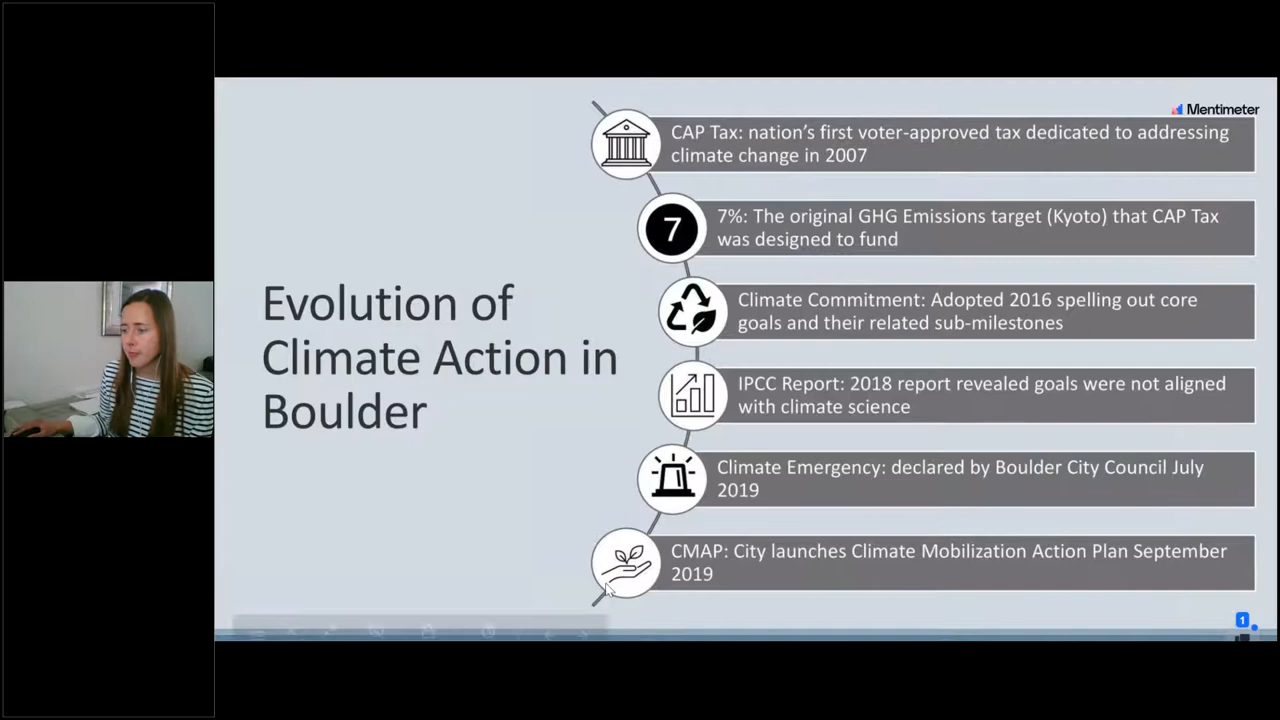 Mentimeter
CAP Tax: nation's first voter-approved tax dedicated to addressing
climate change in 2007
7
7%: The original GHG Emissions target (Kyoto) that CAP Tax
was designed to fund
Evolution of
Climate Action in
Boulder
Climate Commitment: Adopted 2016 spelling out core
goals and their related sub-milestones
IPCC Report: 2018 report revealed goals were not aligned
with climate science
Climate Emergency: declared by Boulder City Council July
2019
CMAP: City launches Climate Mobilization Action Plan September
2019
1